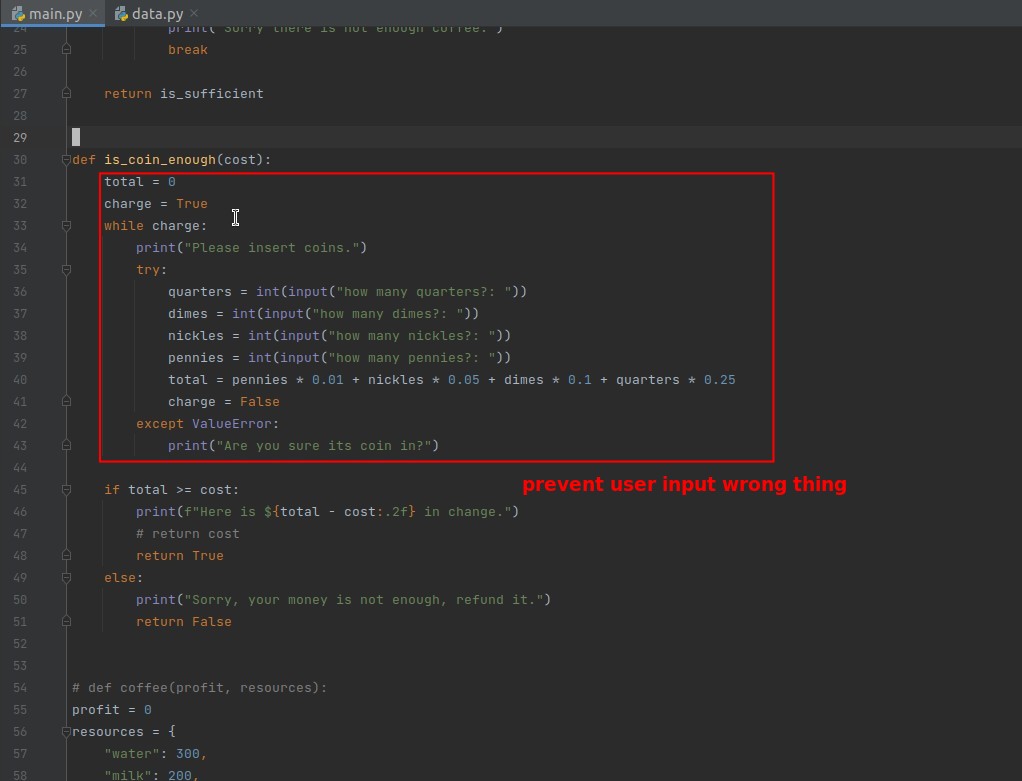 main.py × data.py ×
24 print("Sorry there is not enough coffee.")
25 break
26
27 return is_sufficient
28
29
30 def is_coin_enough(cost):
31 total = 0
32 charge = True
33 while charge:
34 print("Please insert coins.")
35 try:
36 quarters = int(input("how many quarters?: "))
37 dimes = int(input("how many dimes?: "))
38 nickles = int(input("how many nickles?: "))
39 pennies = int(input("how many pennies?: "))
40 total = pennies * 0.01 + nickles * 0.05 + dimes * 0.1 + quarters * 0.25
41 charge = False
42 except ValueError:
43 print("Are you sure its coin in?")
44
45 if total >= cost:
prevent user input wrong thing
46 print(f"Here is ${total - cost:.2f} in change.")
47 # return cost
48 return True
49 else:
50 print("Sorry, your money is not enough, refund it.")
51 return False
52
53
54 # def coffee(profit, resources):
55 profit = 0
56 resources = {
57 "water": 300,
58 "milk": 200,